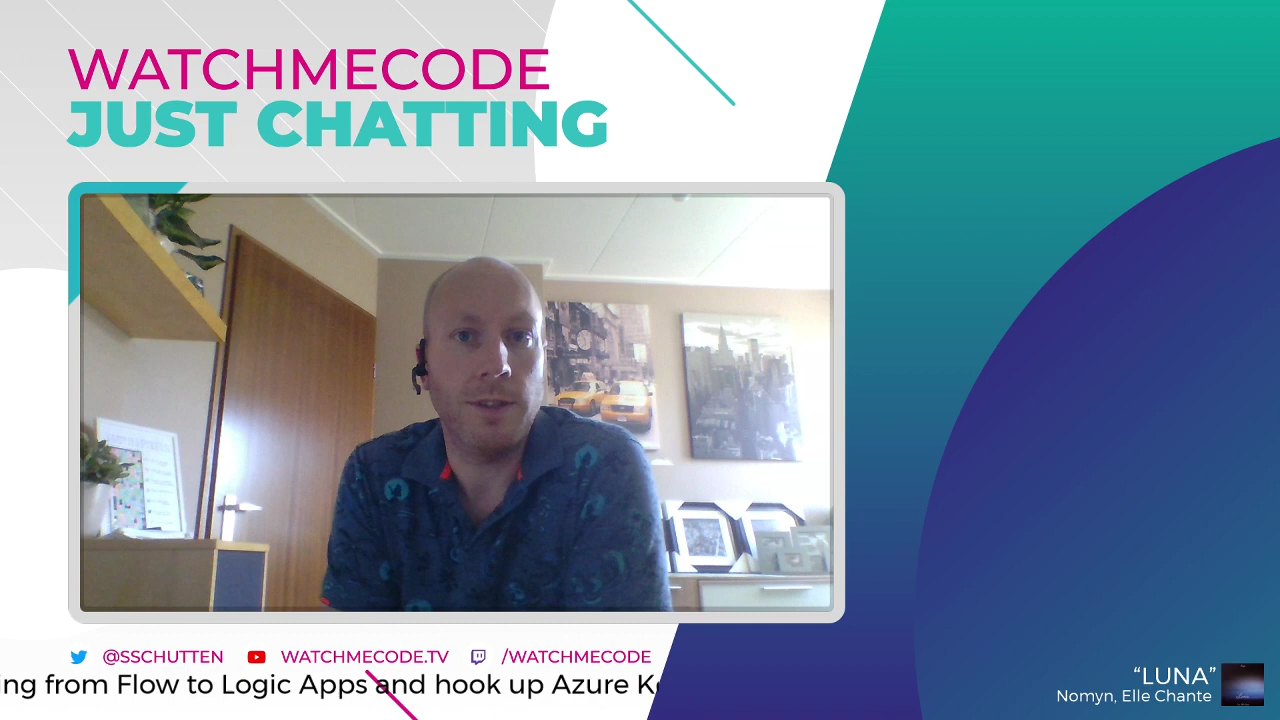 WATCHMECODE
JUST CHATTING
@SSCHUTTEN WATCHMECODE.TV /WATCHMECODE
ing from Flow to Logic Apps and hook up Azure K
“LUNA”
Nomyn, Elle Chante